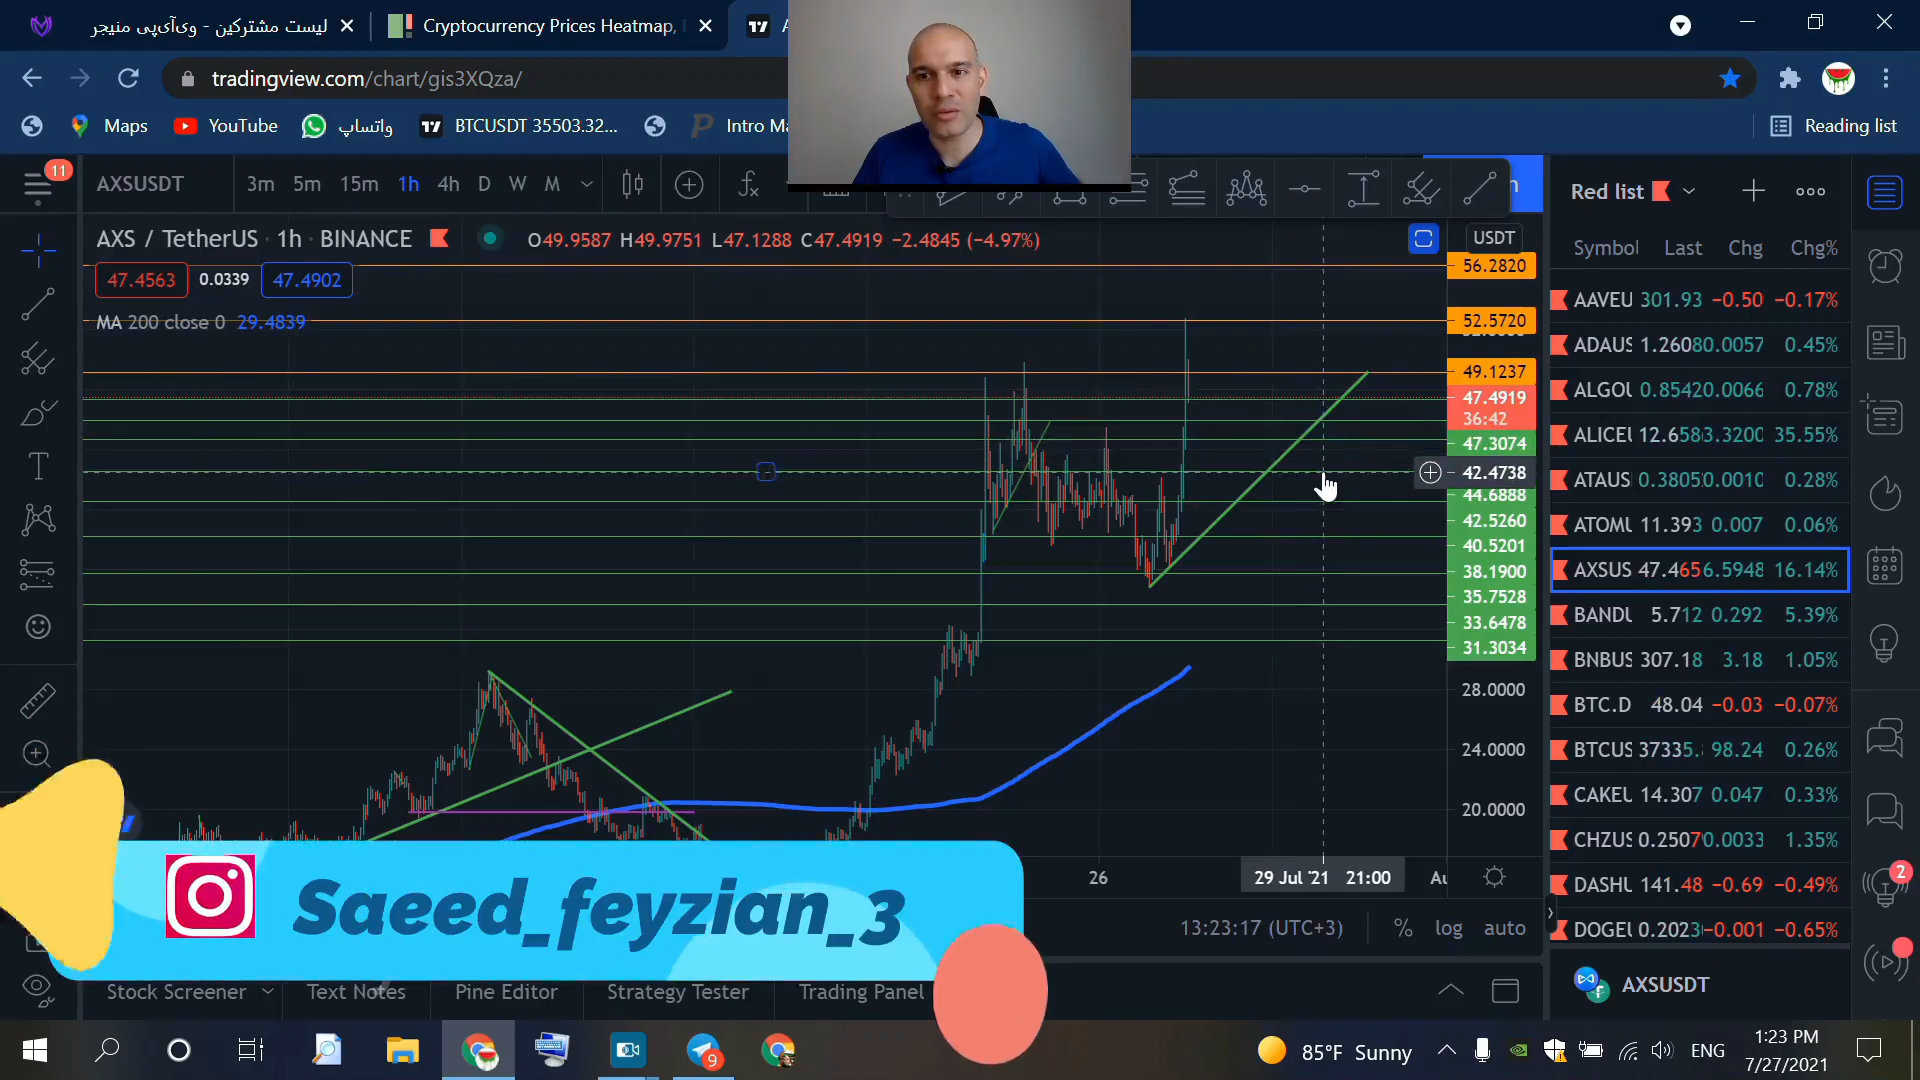 لیست مشترکین - وی‌آی‌پی منیجر
Cryptocurrency Prices Heatmap,
tradingview.com/chart/gis3XQza/
Maps
YouTube
واتساپ
BTCUSDT 35503.32...
Intro
Reading list
11
AXSUSDT
3m 5m 15m 1h 4h D W M
Red list
AXS / TetherUS · 1h · BINANCE
O49.9587 H49.9751 L47.1288 C47.4919 −2.4845 (−4.97%)
USDT
Symbol Last Chg Chg%
47.4563 0.0339 47.4902
MA 200 close 0 29.4839
56.2820
52.5720
49.1237
47.4919
36:42
47.3074
42.4738
44.6888
42.5260
40.5201
38.1900
35.7528
33.6478
31.3034
28.0000
24.0000
20.0000
AAVEU 301.93 −0.50 −0.17%
ADAUS 1.26080.0057 0.45%
ALGOU 0.85420.0066 0.78%
ALICEU 12.6583.3200 35.55%
ATAUS 0.38050.0010 0.28%
ATOMU 11.393 0.007 0.06%
AXSUS 47.4656.5948 16.14%
BANDU 5.712 0.292 5.39%
BNBUS 307.18 3.18 1.05%
BTC.D 48.04 −0.03 −0.07%
BTCUS 37335. 98.24 0.26%
CAKEU 14.307 0.047 0.33%
CHZUS 0.25070.0033 1.35%
DASHU 141.48 −0.69 −0.49%
DOGEU 0.2023−0.001 −0.65%
2
26
29 Jul '21 21:00
Saeed_feyzian_3
13:23:17 (UTC+3)
% log auto
AXSUSDT
Stock Screener Text Notes Pine Editor Strategy Tester Trading Panel
9
85°F Sunny
ENG
1:23 PM
7/27/2021